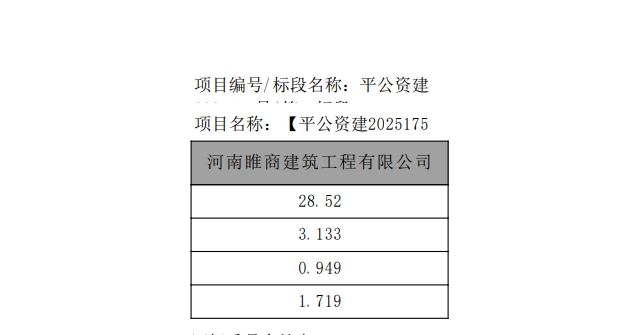 项目编号/标段名称：平公资建
项目名称：【平公资建2025175
河南睢商建筑工程有限公司
28.52
3.133
0.949
1.719